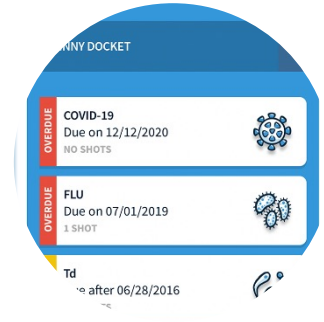 NNY DOCKET
OVERDUE
COVID-19
Due on 12/12/2020
NO SHOTS
OVERDUE
FLU
Due on 07/01/2019
1 SHOT
Td
ue after 06/28/2016